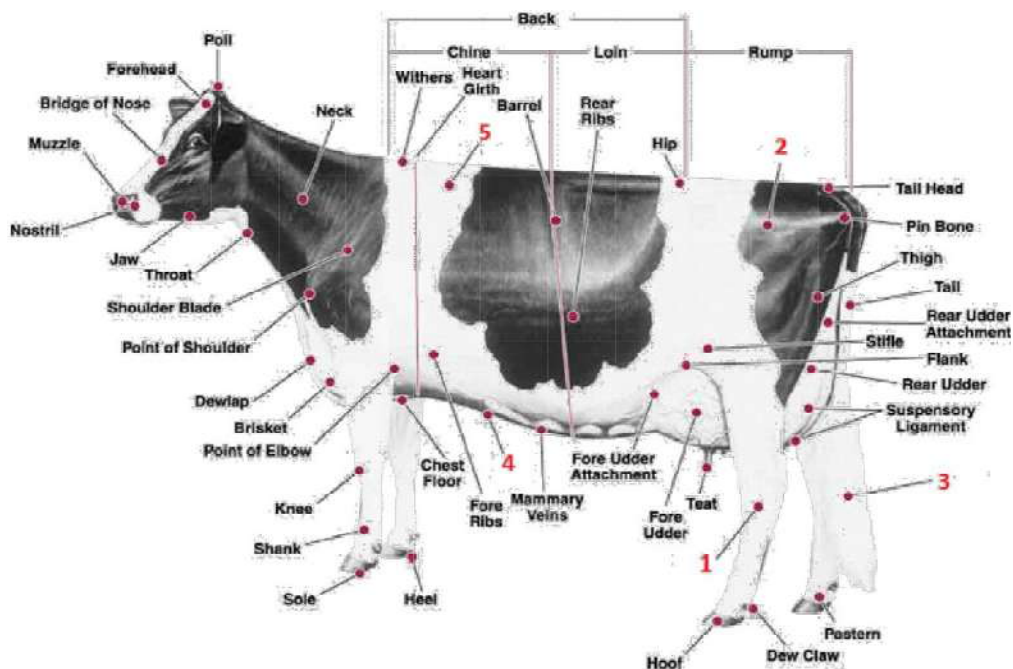 Back
Poll
Chine
Loin
Rump
Forehead
Withers
Heart
Girth
Bridge of Nose
Neck
Barrel
Rear
Ribs
Muzzle
5
Hip
2
Tail Head
Nostril
Pin Bone
Jaw
Throat
Thigh
Shoulder Blade
Tail
Rear Udder
Attachment
Point of Shoulder
Stifle
Flank
Dewlap
Rear Udder
Brisket
Suspensory
Ligament
Point of Elbow
4
Chest
Floor
Fore Udder
Attachment
3
Knee
Fore
Ribs
Mammary
Veins
Teat
Fore
Udder
Shank
1
Sole
Heel
Pastern
Hoof
Dew Claw